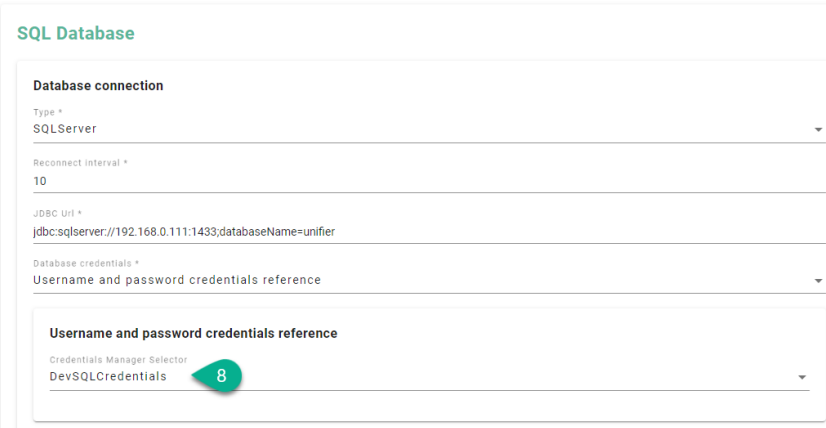 SQL Database
Database connection
Type *
SQLServer
Reconnect interval *
10
JDBC Url *
jdbc:sqlserver://192.168.0.111:1433;databaseName=unifier
Database credentials *
Username and password credentials reference
Username and password credentials reference
Credentials Manager Selector
DevSQLCredentials 8